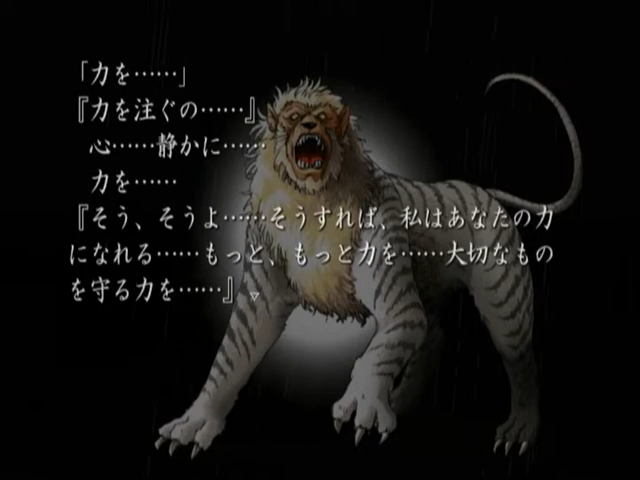 「力を……」
『力を注ぐの……』
心……静かに……
力を……
『そう、そうよ……そうすれば、私はあなたの力
になれる……もっと、もっと力を……大切なもの
を守る力を……』▽